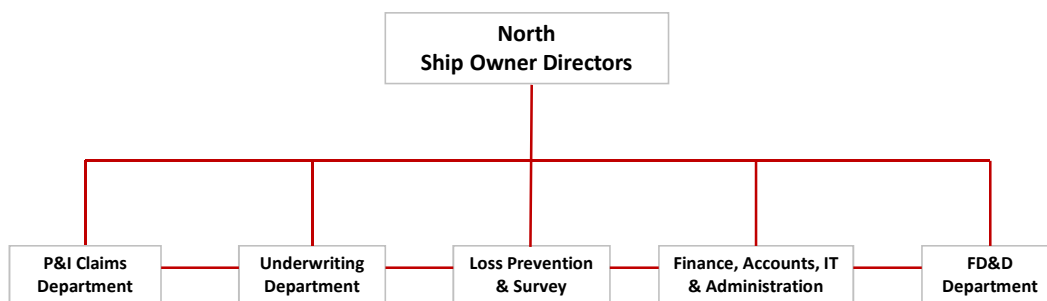 North
Ship Owner Directors
P&I Claims
Department
Underwriting
Department
Loss Prevention
& Survey
Finance, Accounts, IT
& Administration
FD&D
Department